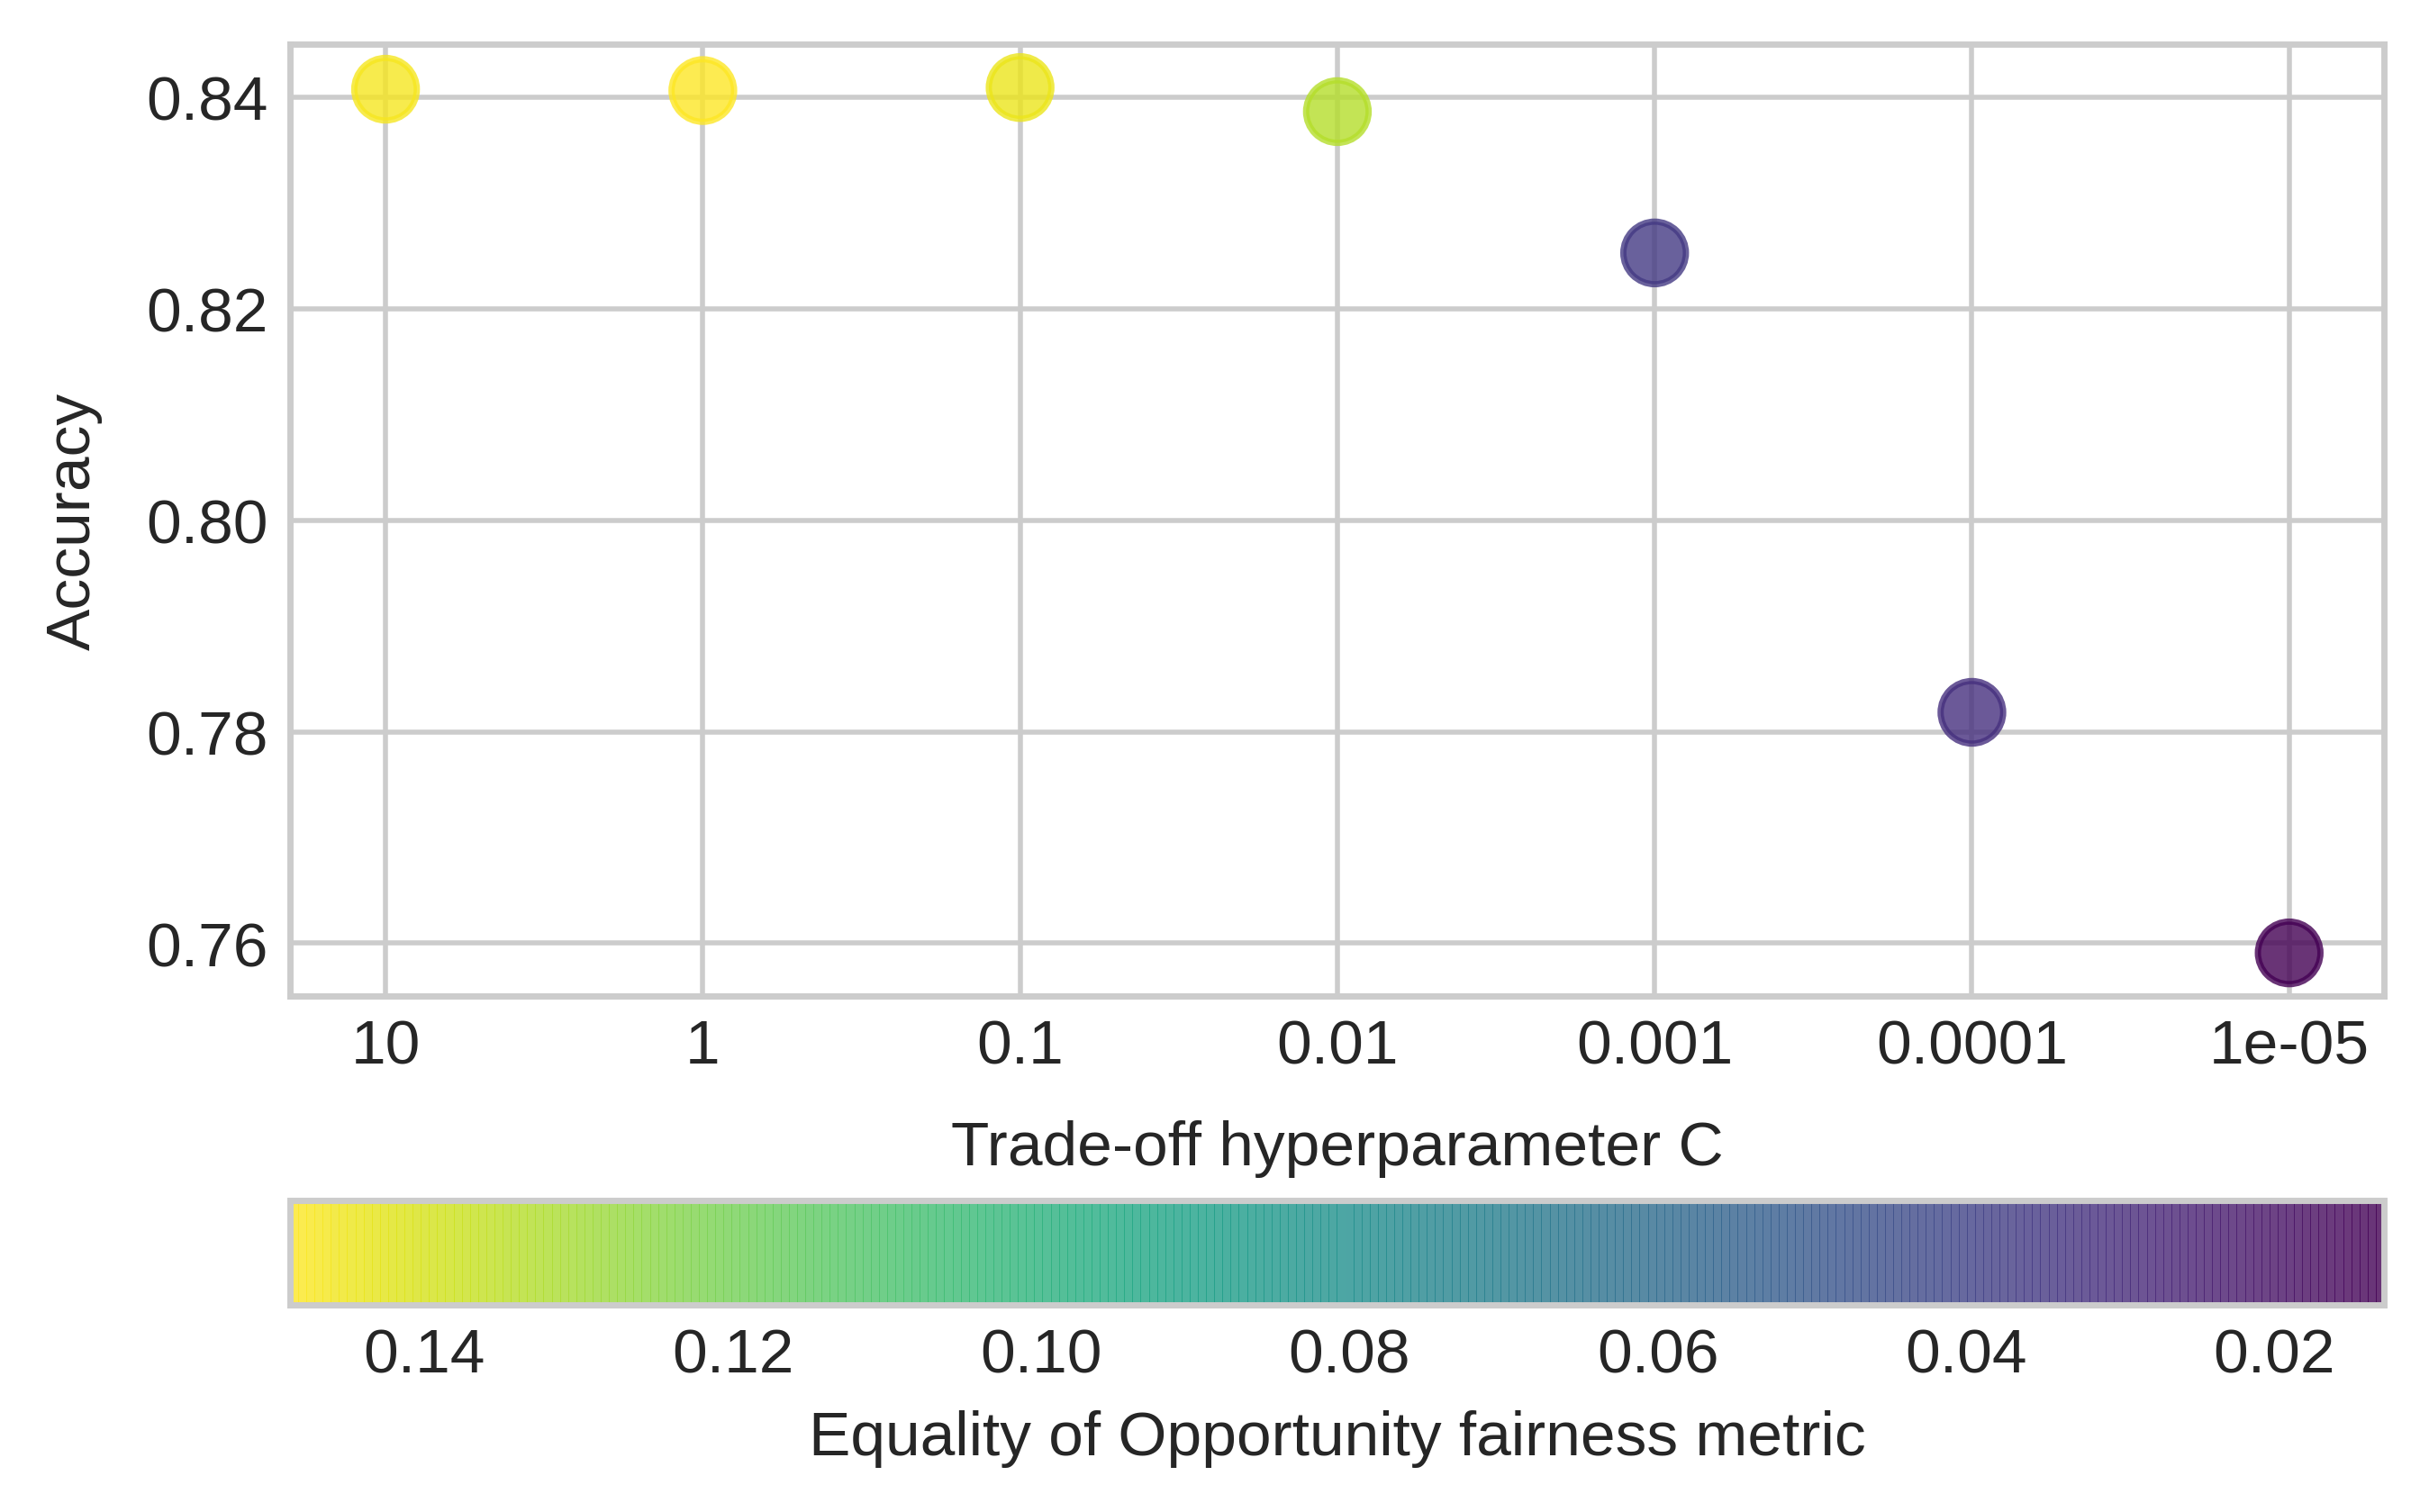 0.84
0.82
0.80
0.78
0.76
Accuracy
10 1 0.1 0.01 0.001 0.0001 1e-05
Trade-off hyperparameter C
0.14 0.12 0.10 0.08 0.06 0.04 0.02
Equality of Opportunity fairness metric